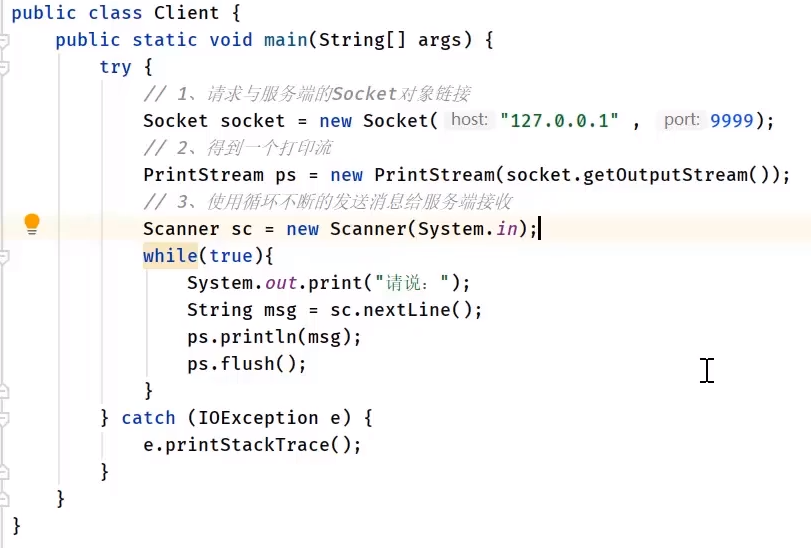 public class Client {
public static void main(String[] args) {
try {
// 1、请求与服务端的Socket对象链接
Socket socket = new Socket( host: "127.0.0.1" , port: 9999);
// 2、得到一个打印流
PrintStream ps = new PrintStream(socket.getOutputStream());
// 3、使用循环不断的发送消息给服务端接收
Scanner sc = new Scanner(System.in);
while(true){
System.out.print("请说：");
String msg = sc.nextLine();
ps.println(msg);
ps.flush();
}
} catch (IOException e) {
e.printStackTrace();
}
}
}